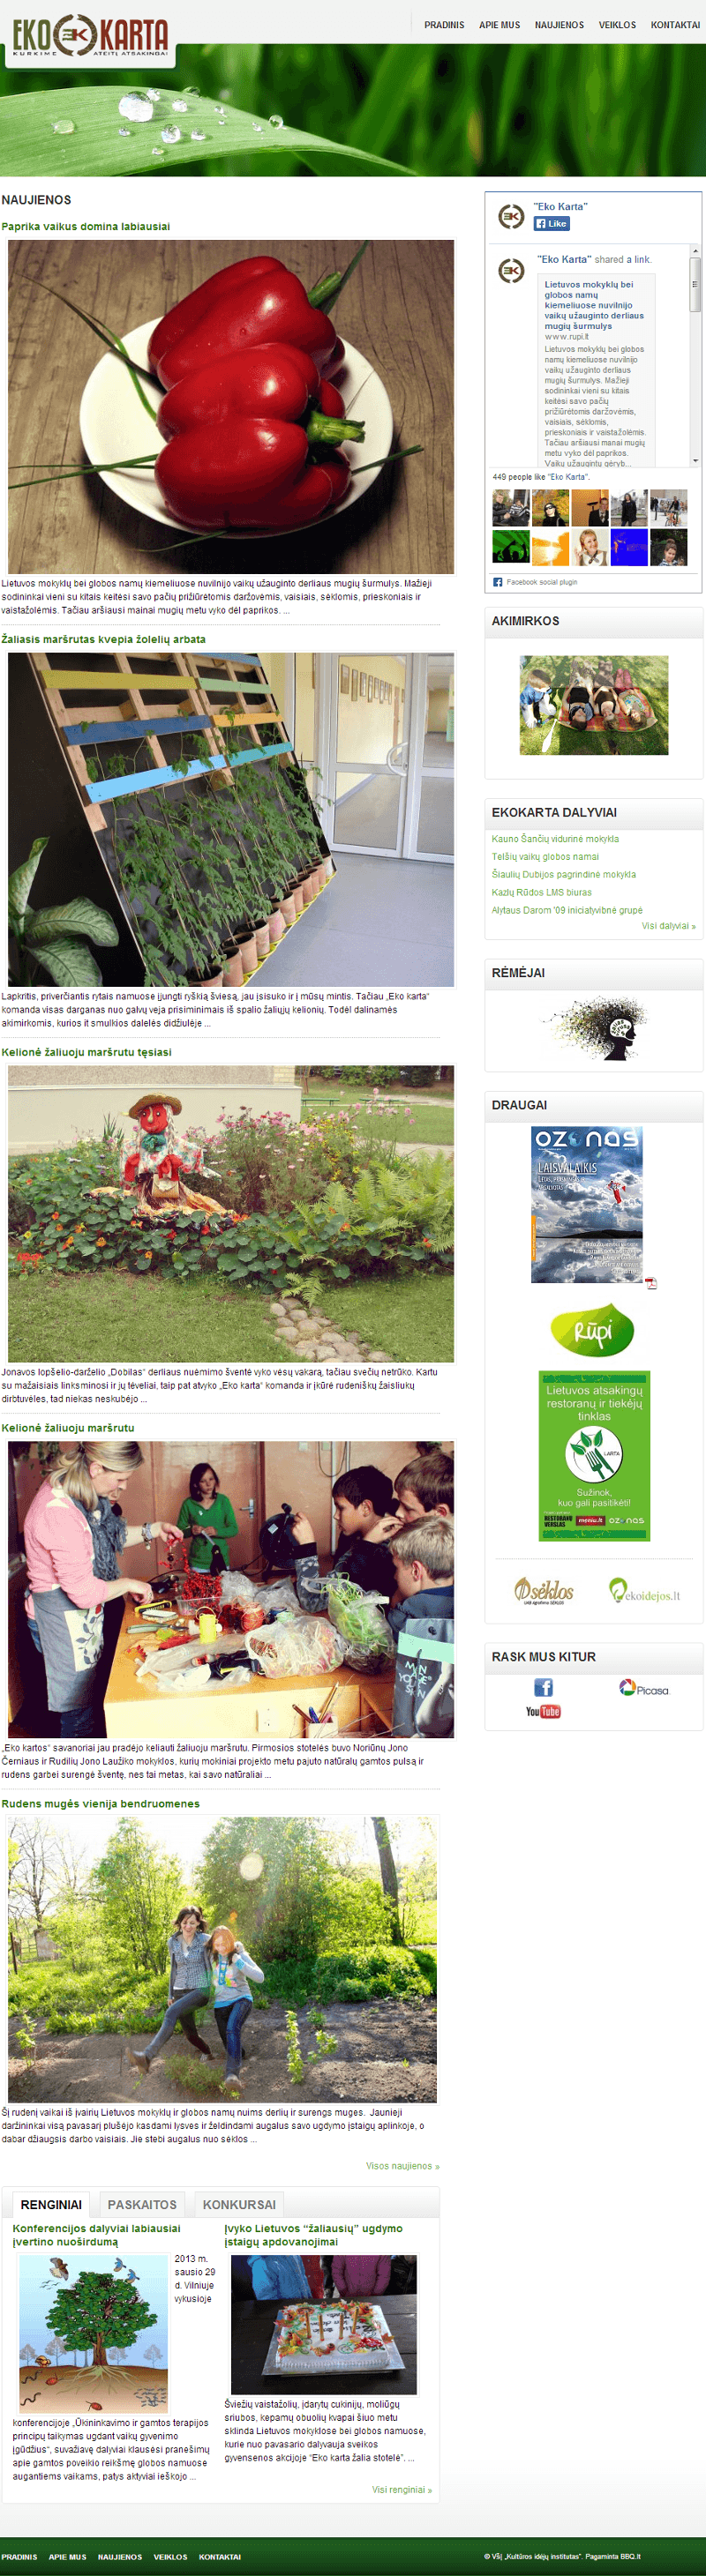 EKO KARTA
KURKIME ATEITĮ ATSAKINGAI
PRADINIS APIE MUS NAUJIENOS VEIKLOS KONTAKTAI
NAUJIENOS
Paprika vaikus domina labiausiai
Lietuvos mokyklų bei globos namų kiemeliuose nuvilnijo vaikų užauginto derliaus mugių šurmulys. Mažieji
sodininkai vieni su kitais keitėsi savo pačių prižiūrėtomis daržovėmis, vaisiais, sėklomis, prieskoniais ir
vaistažolėmis. Tačiau aršiausi mainai mugių metu vyko dėl paprikos. ...
Žaliasis maršrutas kvepia žolelių arbata
Lapkritis, priverčiantis rytais namuose įjungti ryškią šviesą, jau įsisuko ir į mūsų mintis. Tačiau „Eko karta“
komanda visas darganas nuo galvų veja prisiminimais iš spalio žaliųjų kelionių. Todėl dalinamės
akimirkomis, kurios it smulkios dalelės didžiulėje ...
Kelionė žaliuoju maršrutu tęsiasi
Jonavos lopšelio-darželio „Dobilas“ derliaus nuėmimo šventė vyko vėsų vakarą, tačiau svečių netrūko. Kartu
su mažaisiais linksminosi ir jų tėveliai, taip pat atvyko „Eko karta“ komanda ir įkūrė rudeniškų žaisliukų
dirbtuvėles, tad niekas neskubėjo ...
Kelionė žaliuoju maršrutu
„Eko kartos“ savanoriai jau pradėjo keliauti žaliuoju maršrutu. Pirmosios stotelės buvo Noriūnų Jono
Černiaus ir Rudilių Jono Laužiko mokyklos, kurių mokiniai projekto metu pajuto natūralų gamtos pulsą ir
rudens garbei surengė šventę, nes tai metas, kai savo natūraliai ...
Rudens mugės vienija bendruomenes
Šį rudenį vaikai iš įvairių Lietuvos mokyklų ir globos namų nuims derlių ir surengs muges. Jaunieji
daržininkai visą pavasarį plušėjo kasdami lysves ir želdindami augalus savo ugdymo įstaigų aplinkoje, o
dabar džiaugsis darbo vaisiais. Jie stebi augalus nuo sėklos ...
Visos naujienos »
RENGINIAI PASKAITOS KONKURSAI
Konferencijos dalyviai labiausiai
įvertino nuoširdumą
2013 m.
sausio 29
d. Vilniuje
vykusioje
konferencijoje „Ūkininkavimo ir gamtos terapijos
principų taikymas ugdant vaikų gyvenimo
įgūdžius“, suvažiavę dalyviai klausėsi pranešimų
apie gamtos poveikio reikšmę globos namuose
augantiems vaikams, patys aktyviai ieškojo ...
Įvyko Lietuvos “žaliausių” ugdymo
įstaigų apdovanojimai
Šviežių vaistažolių, įdarytų cukinijų, moliūgų
sriubos, kepamų obuolių kvapai šiuo metu
sklinda Lietuvos mokyklose bei globos namuose,
kurie nuo pavasario dalyvauja sveikos
gyvensenos akcijoje “Eko karta žalia stotelė”. ...
Visi renginiai »
"Eko Karta"
Like
"Eko Karta" shared a link.
Lietuvos mokyklų bei
globos namų
kiemeliuose nuvilnijo
vaikų užauginto derliaus
mugių šurmulys
www.rupi.lt
Lietuvos mokyklų bei globos
namų kiemeliuose nuvilnijo
vaikų užauginto derliaus
mugių šurmulys. Mažieji
sodininkai vieni su kitais
keitėsi savo pačių
prižiūrėtomis daržovėmis,
vaisiais, sėklomis,
prieskoniais ir vaistažolėmis.
Tačiau aršiausi mainai mugių
metu vyko dėl paprikos.
Vaikų užaugintų gėryb...
449 people like "Eko Karta".
Facebook social plugin
AKIMIRKOS
EKOKARTA DALYVIAI
Kauno Šančių vidurinė mokykla
Telšių vaikų globos namai
Šiaulių Dubijos pagrindinė mokykla
Kazlų Rūdos LMS biuras
Alytaus Darom '09 iniciatyvibnė grupė
Visi dalyviai »
RĖMĖJAI
DRAUGAI
OZONAS
LAISVALAIKIS
Rūpi
Lietuvos atsakingų
restoranų ir tiekėjų
tinklas
Sužinok,
kuo gali pasitikėti!
RESTORANŲ VERSLAS meniu.lt OZONAS
sėklos
ekoidejos.lt
RASK MUS KITUR
Picasa
YouTube
PRADINIS APIE MUS NAUJIENOS VEIKLOS KONTAKTAI
© VšĮ „Kultūros idėjų institutas“. Pagaminta BBQ.lt